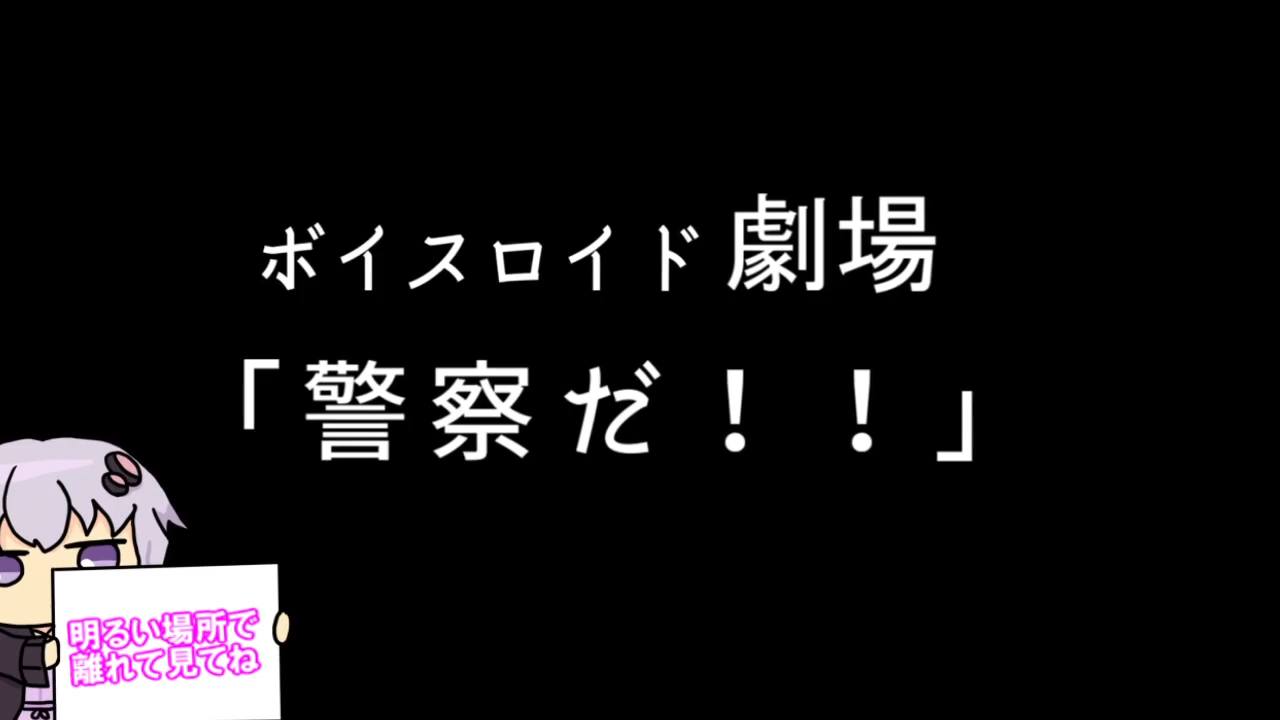 ボイスロイド劇場
「警察だ！！」
明るい場所で
離れて見てね